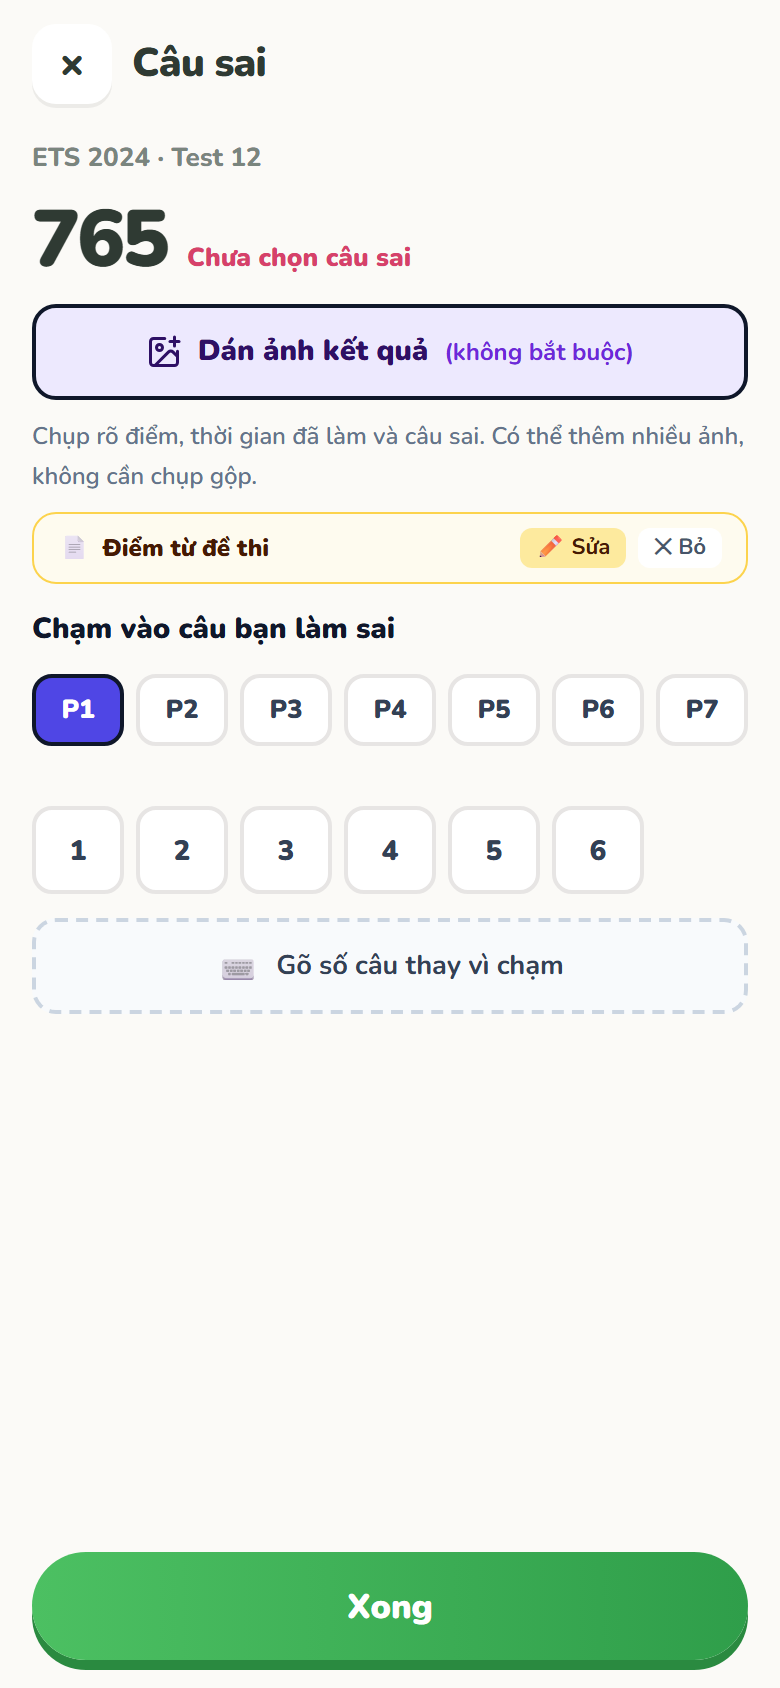 Câu sai
ETS 2024 · Test 12
765 Chưa chọn câu sai
Dán ảnh kết quả (không bắt buộc)
Chụp rõ điểm, thời gian đã làm và câu sai. Có thể thêm nhiều ảnh,
không cần chụp gộp.
Điểm từ đề thi Sửa Bỏ
Chạm vào câu bạn làm sai
P1 P2 P3 P4 P5 P6 P7
1 2 3 4 5 6
Gõ số câu thay vì chạm
Xong